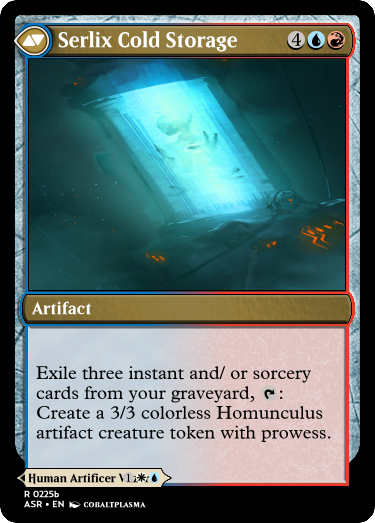 Serlix Cold Storage 4
Artifact
Exile three instant and/ or sorcery
cards from your graveyard, :
Create a 3/3 colorless Homunculus
artifact creature token with prowess.
Human Artificer
R 0225b
ASR • EN COBALTPLASMA